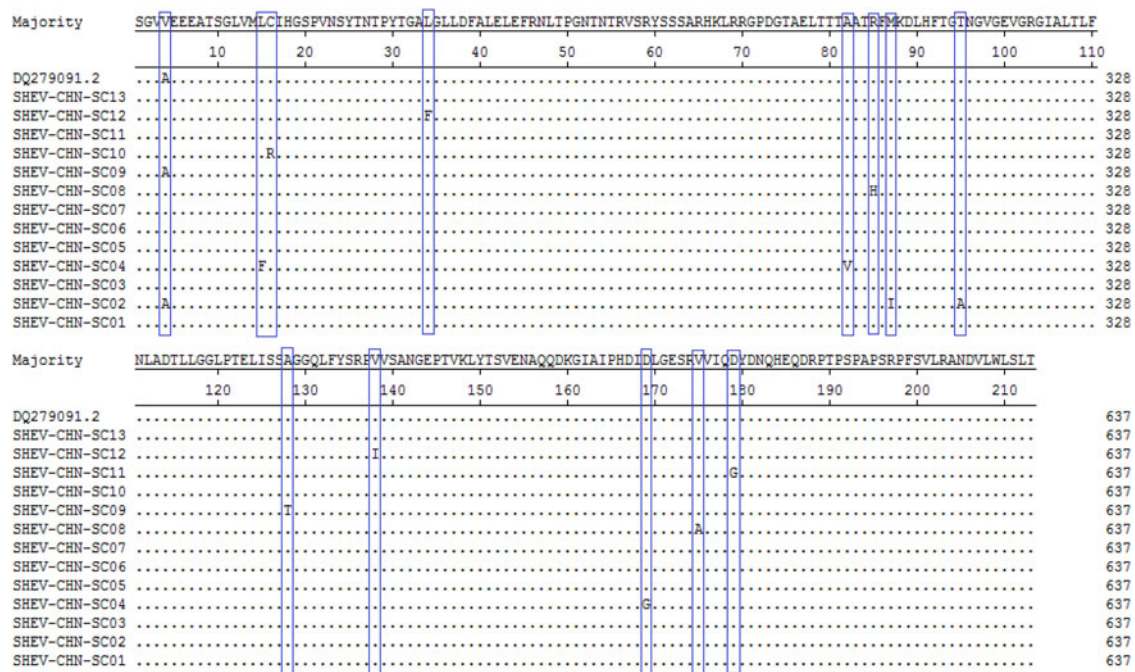 Majority SGVVEEEATSGLVMLCIHGSPVNSYTNTPYTGALGLLDFALELEFRNLTPGNTNTRVSRYSSSARHKLRRGPDGTAELTTTAATRFMKDLHFTGTNGVGEVGRGIALTLF
10 20 30 40 50 60 70 80 90 100 110
DQ279091.2 ...A.......................................................................................................... 328
SHEV-CHN-SC13 .............................................................................................................. 328
SHEV-CHN-SC12 .................................F............................................................................ 328
SHEV-CHN-SC11 .............................................................................................................. 328
SHEV-CHN-SC10 ...............R.............................................................................................. 328
SHEV-CHN-SC09 ...A.......................................................................................................... 328
SHEV-CHN-SC08 ....................................................................................H......................... 328
SHEV-CHN-SC07 .............................................................................................................. 328
SHEV-CHN-SC06 .............................................................................................................. 328
SHEV-CHN-SC05 .............................................................................................................. 328
SHEV-CHN-SC04 ..............F..................................................................V............................ 328
SHEV-CHN-SC03 .............................................................................................................. 328
SHEV-CHN-SC02 ...A..................................................................................I.......A............... 328
SHEV-CHN-SC01 .............................................................................................................. 328
Majority NLADTLLGGLPTELISSAGGQLFYSRPVVSANGEPTVKLYTSVENAQQDKGIAIPHDIDLGESRVVIQDYDNQHEQDRPTPSPAPSRPFSVLRANDVLWLSLT
120 130 140 150 160 170 180 190 200 210
DQ279091.2 ....................................................................................................... 637
SHEV-CHN-SC13 ....................................................................................................... 637
SHEV-CHN-SC12 ...........................I........................................................................... 637
SHEV-CHN-SC11 ....................................................................G.................................. 637
SHEV-CHN-SC10 ....................................................................................................... 637
SHEV-CHN-SC09 .................T..................................................................................... 637
SHEV-CHN-SC08 ................................................................A...................................... 637
SHEV-CHN-SC07 ....................................................................................................... 637
SHEV-CHN-SC06 ....................................................................................................... 637
SHEV-CHN-SC05 ....................................................................................................... 637
SHEV-CHN-SC04 ..........................................................G............................................ 637
SHEV-CHN-SC03 ....................................................................................................... 637
SHEV-CHN-SC02 ....................................................................................................... 637
SHEV-CHN-SC01 ....................................................................................................... 637